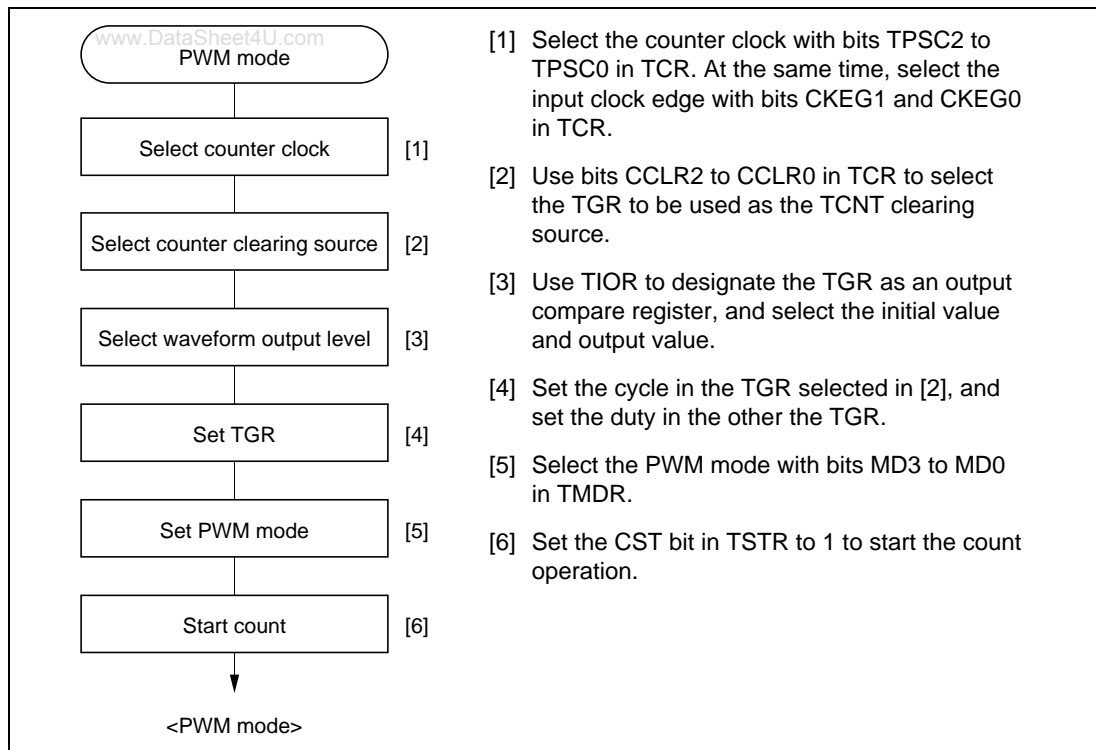 www.DataSheet4U.com
PWM mode
Select counter clock [1]
Select counter clearing source [2]
Select waveform output level [3]
Set TGR [4]
Set PWM mode [5]
Start count [6]
<PWM mode>
[1] Select the counter clock with bits TPSC2 to
TPSC0 in TCR. At the same time, select the
input clock edge with bits CKEG1 and CKEG0
in TCR.
[2] Use bits CCLR2 to CCLR0 in TCR to select
the TGR to be used as the TCNT clearing
source.
[3] Use TIOR to designate the TGR as an output
compare register, and select the initial value
and output value.
[4] Set the cycle in the TGR selected in [2], and
set the duty in the other the TGR.
[5] Select the PWM mode with bits MD3 to MD0
in TMDR.
[6] Set the CST bit in TSTR to 1 to start the count
operation.